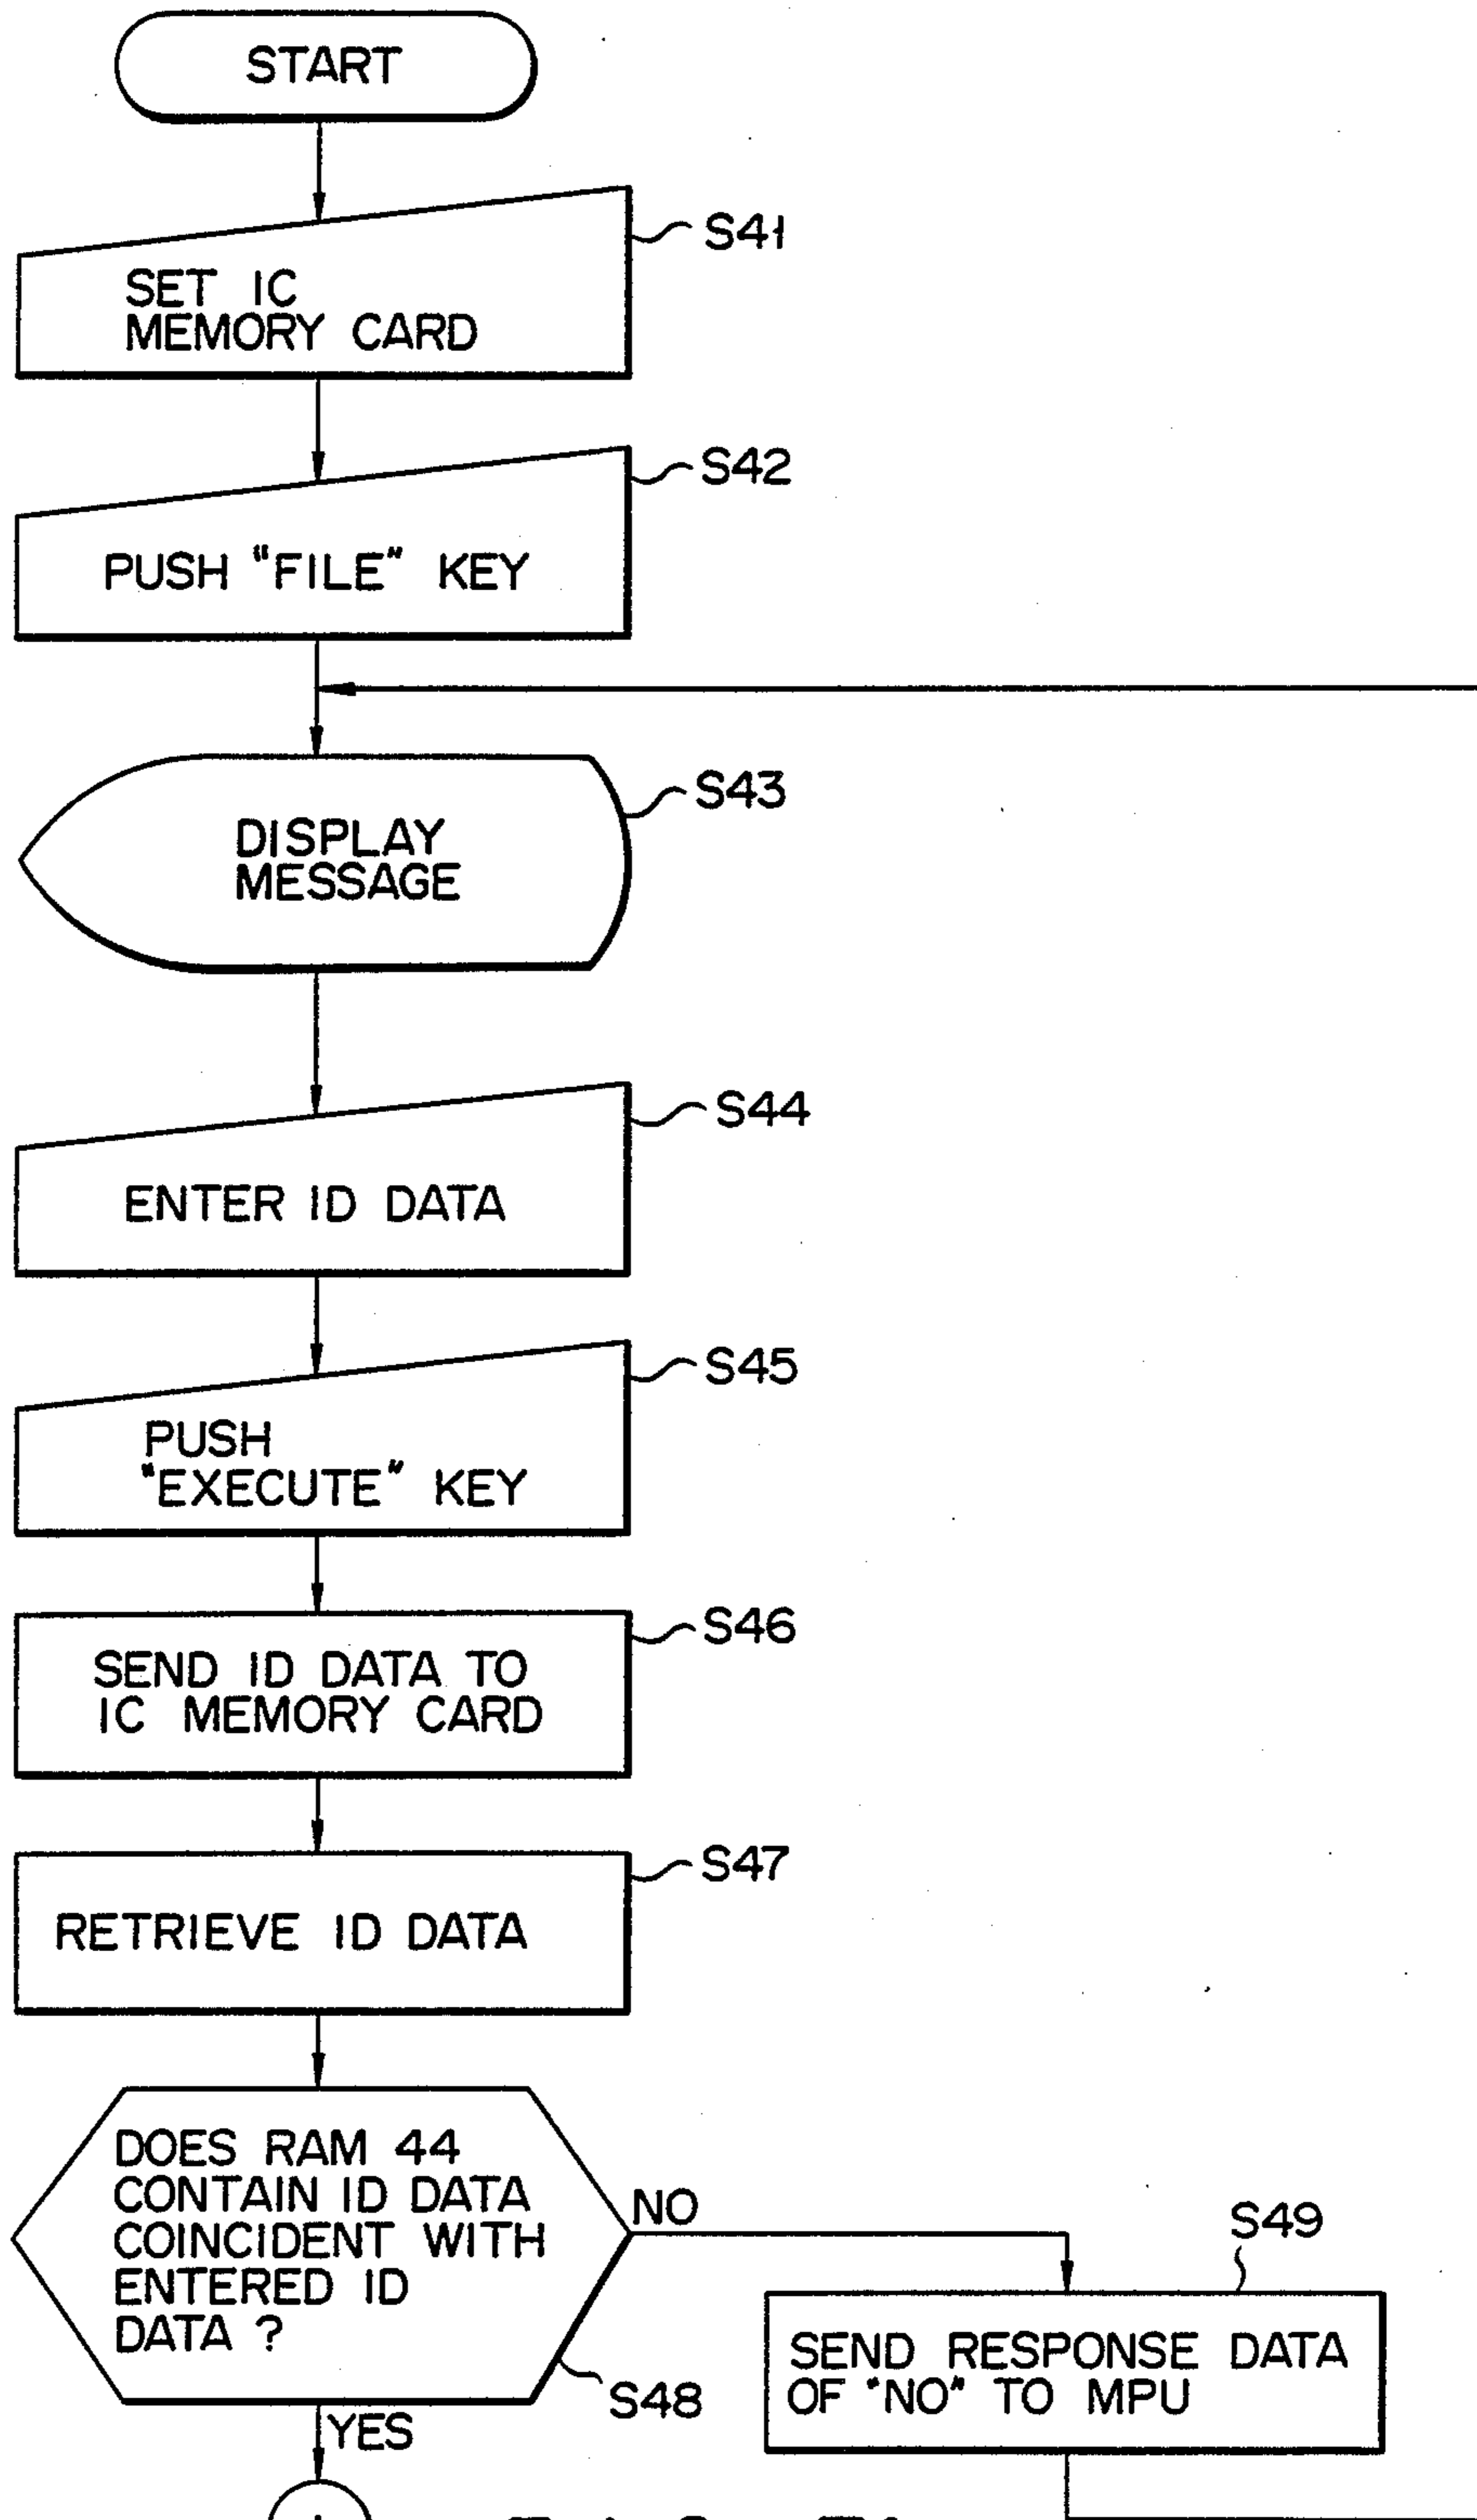 START
S41
SET IC
MEMORY CARD
S42
PUSH "FILE" KEY
S43
DISPLAY
MESSAGE
S44
ENTER ID DATA
S45
PUSH
"EXECUTE" KEY
S46
SEND ID DATA TO
IC MEMORY CARD
S47
RETRIEVE ID DATA
DOES RAM 44
CONTAIN ID DATA
COINCIDENT WITH
ENTERED ID
DATA ?
NO
S48
YES
S49
SEND RESPONSE DATA
OF "NO" TO MPU